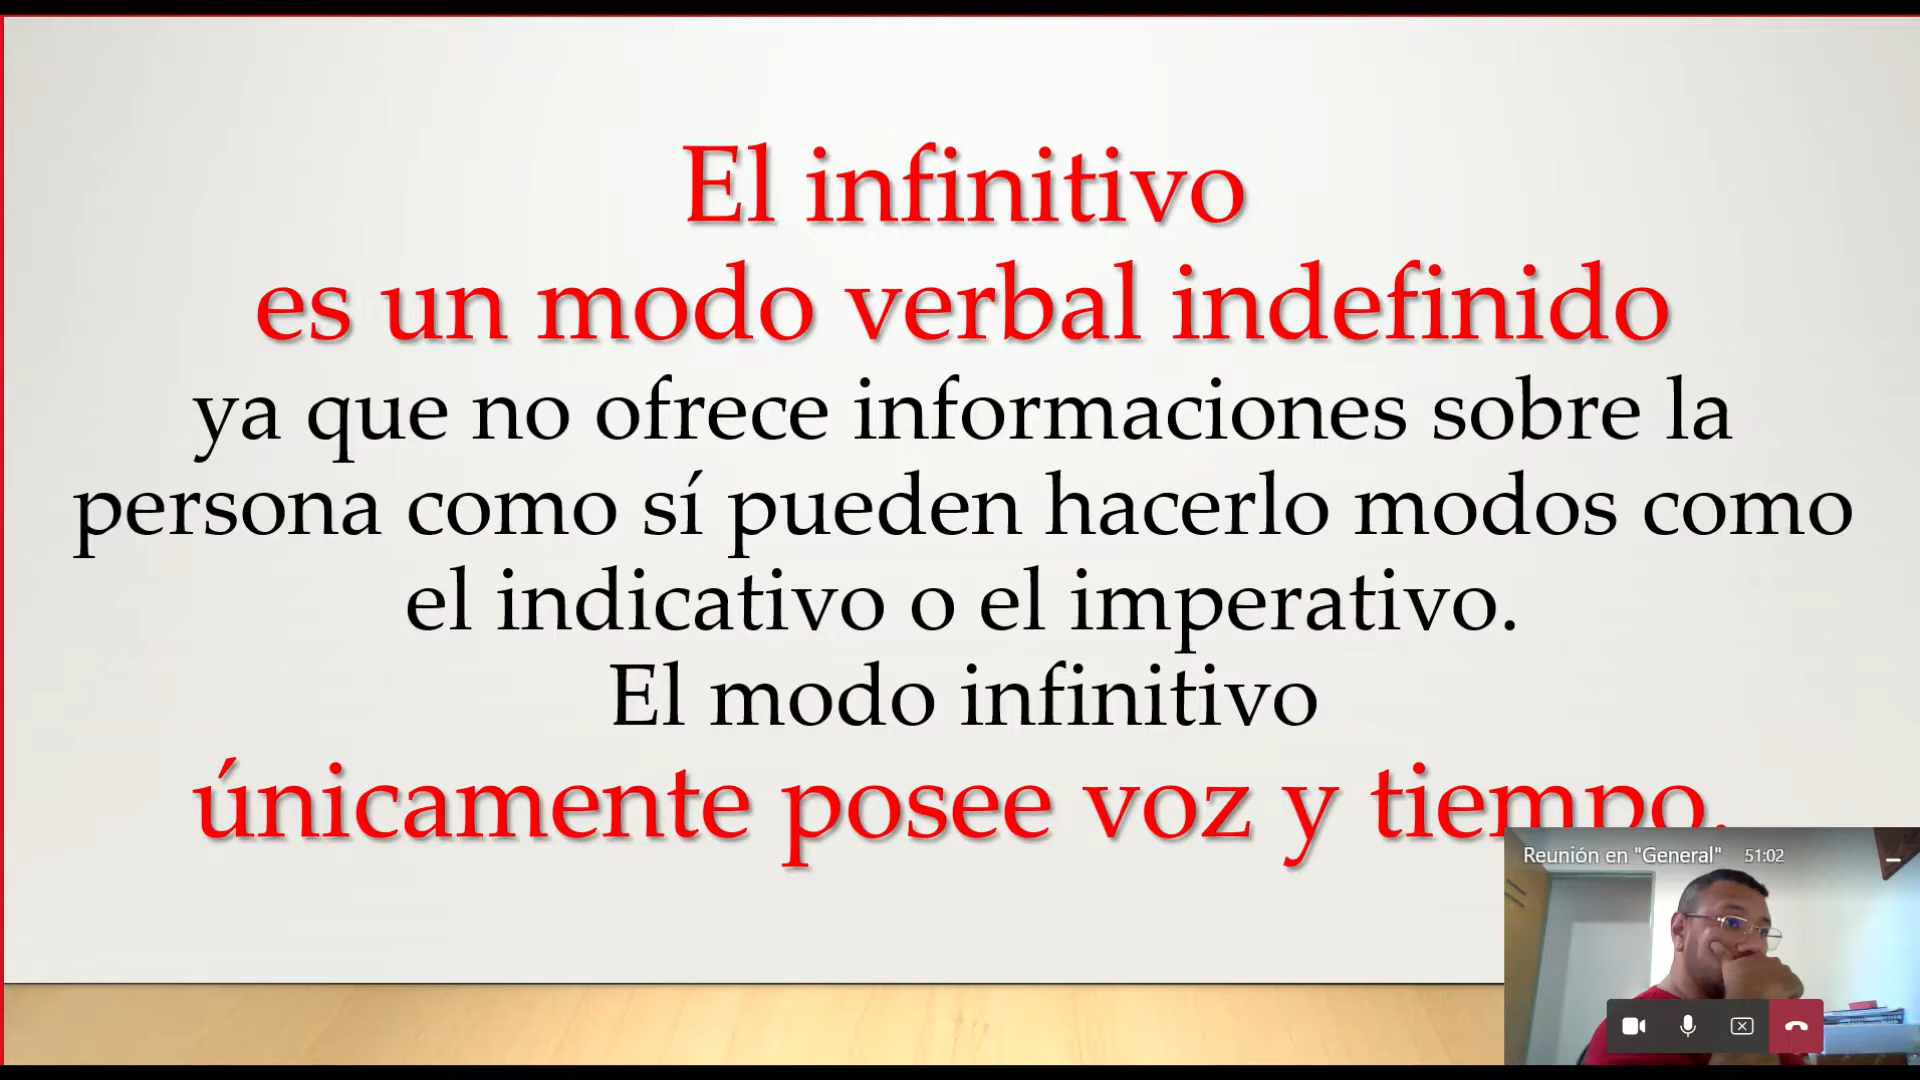 El infinitivo
es un modo verbal indefinido
ya que no ofrece informaciones sobre la
persona como sí pueden hacerlo modos como
el indicativo o el imperativo.
El modo infinitivo
únicamente posee voz y tiempo.
Reunión en "General" 51:02